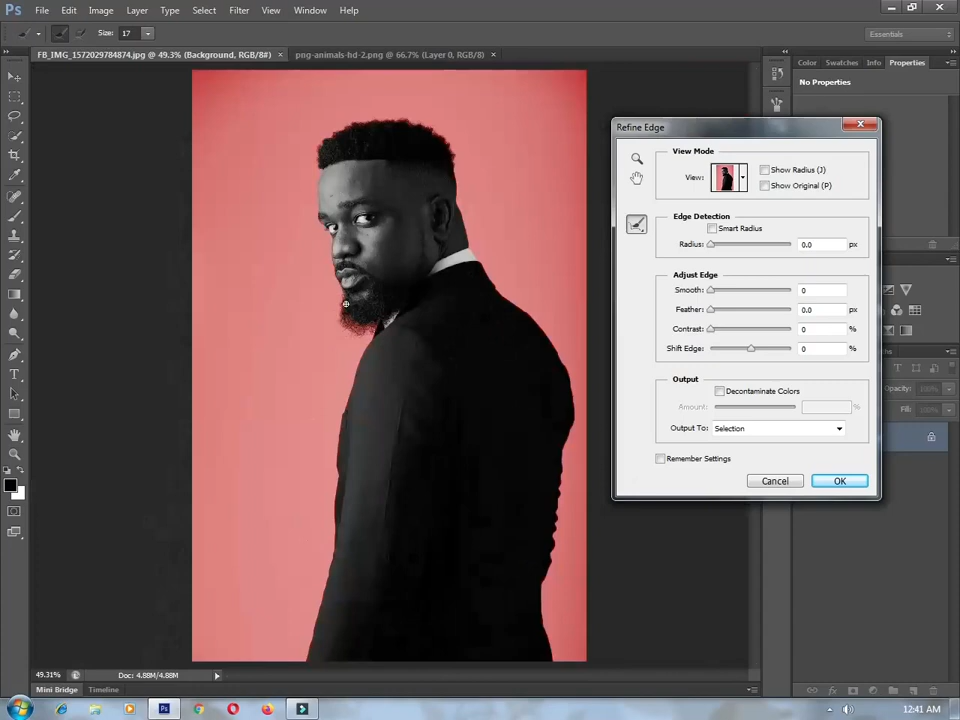 Ps File Edit Image Layer Type Select Filter View Window Help
Size: 17 Essentials
FB_IMG_1572029784874.jpg @ 49.3% (Background, RGB/8#) × png-animals-hd-2.png @ 66.7% (Layer 0, RGB/8#) ×
Color Swatches Info Properties
No Properties
Refine Edge
View Mode
View:
Show Radius (J)
Show Original (P)
Edge Detection
Smart Radius
Radius: 0.0 px
Adjust Edge
Smooth: 0
Feather: 0.0 px
Contrast: 0 %
Shift Edge: 0 %
Output
Decontaminate Colors
Amount: %
Output To: Selection
Remember Settings
Cancel OK
Opacity: 100%
Fill: 100%
49.31% Doc: 4.88M/4.88M
Mini Bridge Timeline
12:41 AM